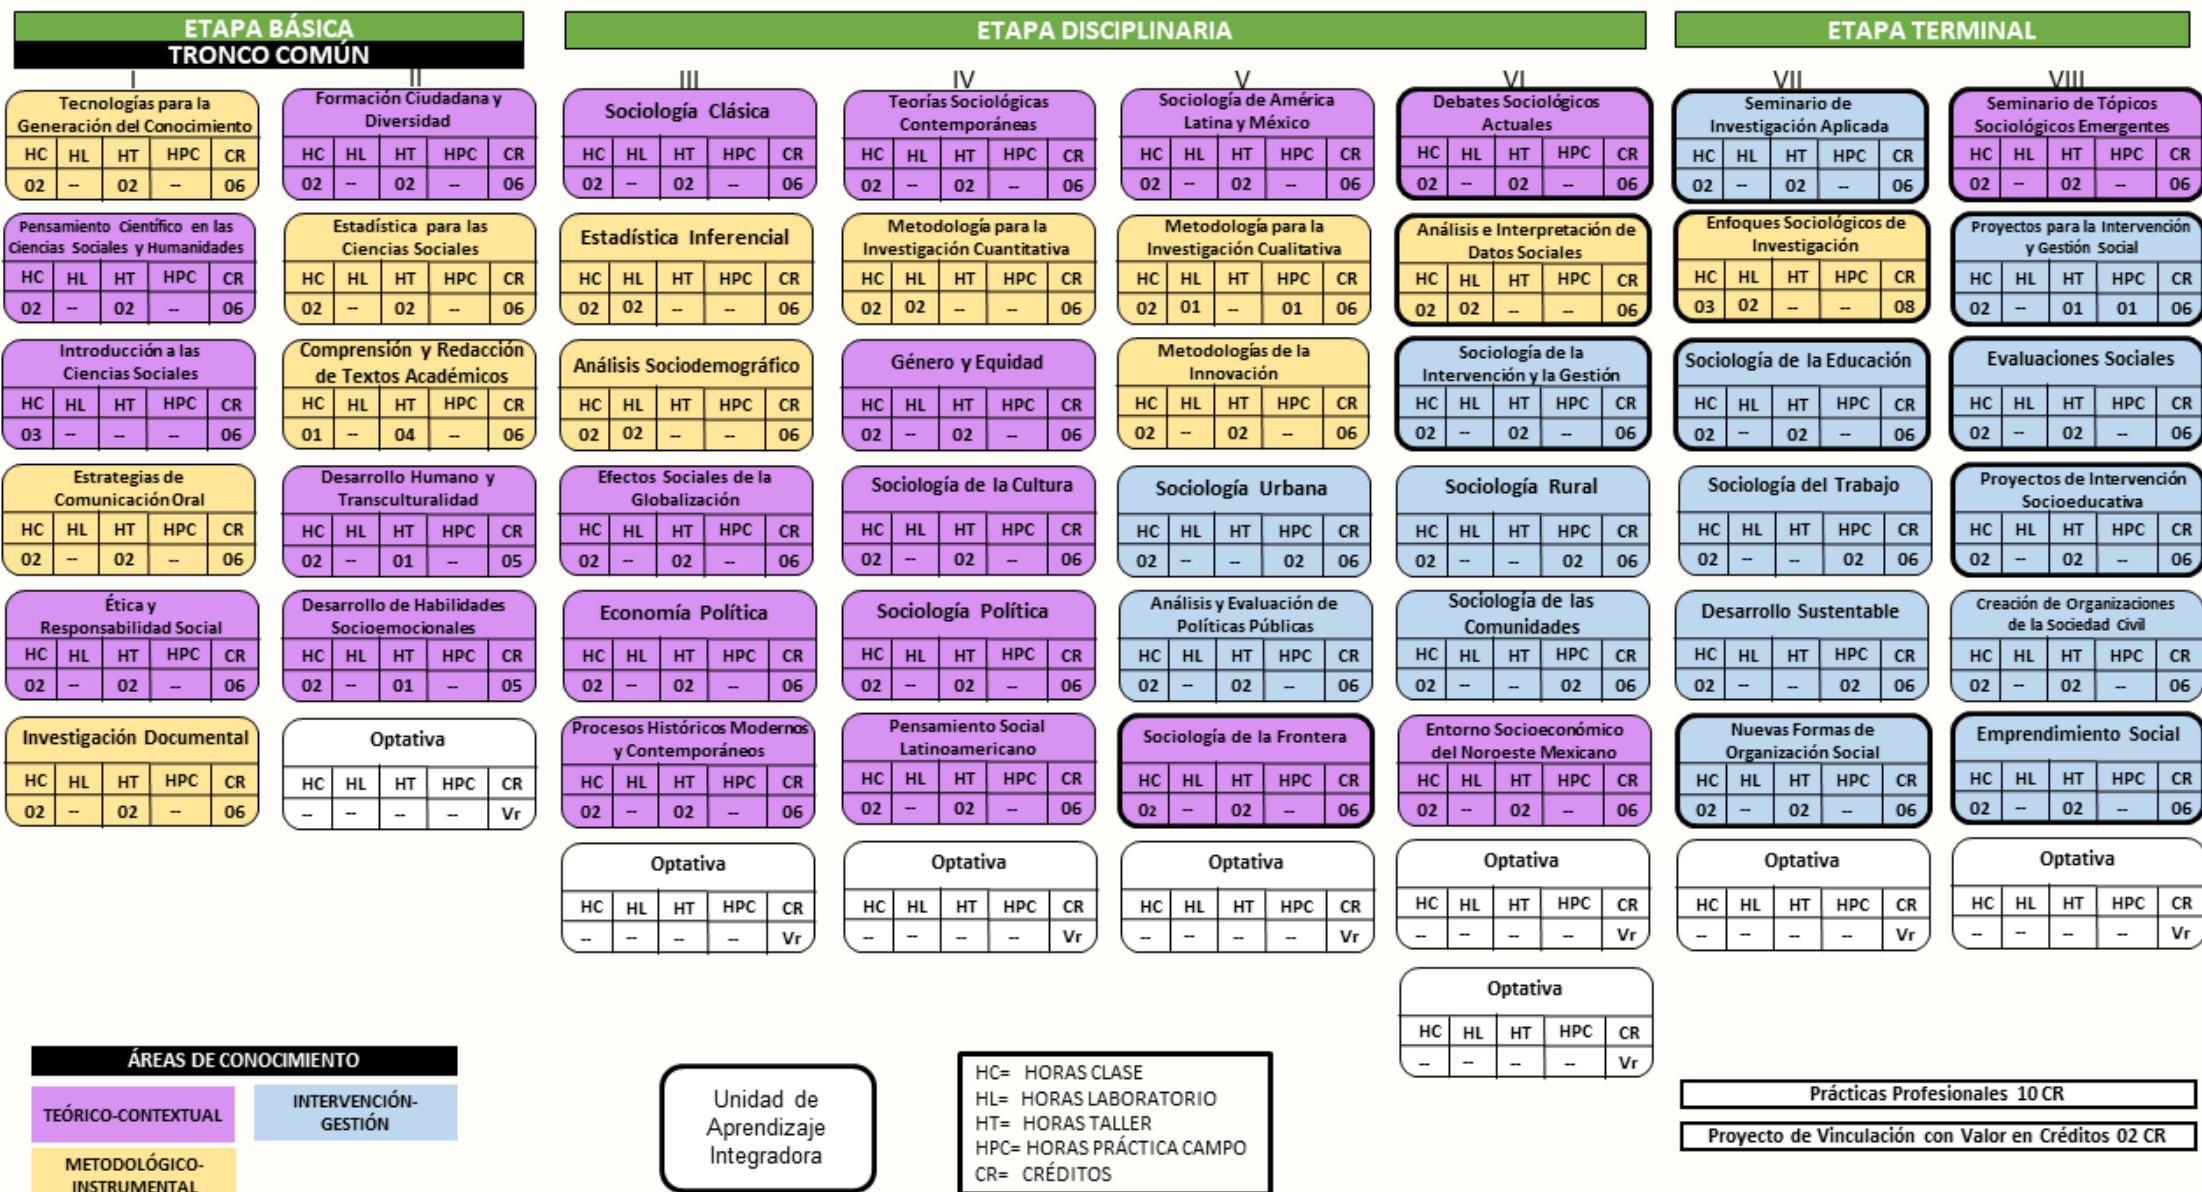 ETAPA BÁSICA
TRONCO COMÚN
ETAPA DISCIPLINARIA
ETAPA TERMINAL
I
II
III
IV
V
VI
VII
VIII
Tecnologías para la
Generación del Conocimiento
HC HL HT HPC CR
02 -- 02 -- 06
Formación Ciudadana y
Diversidad
HC HL HT HPC CR
02 -- 02 -- 06
Sociología Clásica
HC HL HT HPC CR
02 -- 02 -- 06
Teorías Sociológicas
Contemporáneas
HC HL HT HPC CR
02 -- 02 -- 06
Sociología de América
Latina y México
HC HL HT HPC CR
02 -- 02 -- 06
Debates Sociológicos
Actuales
HC HL HT HPC CR
02 -- 02 -- 06
Seminario de
Investigación Aplicada
HC HL HT HPC CR
02 -- 02 -- 06
Seminario de Tópicos
Sociológicos Emergentes
HC HL HT HPC CR
02 -- 02 -- 06
Pensamiento Científico en las
Ciencias Sociales y Humanidades
HC HL HT HPC CR
02 -- 02 -- 06
Estadística para las
Ciencias Sociales
HC HL HT HPC CR
02 -- 02 -- 06
Estadística Inferencial
HC HL HT HPC CR
02 02 -- -- 06
Metodología para la
Investigación Cuantitativa
HC HL HT HPC CR
02 02 -- -- 06
Metodología para la
Investigación Cualitativa
HC HL HT HPC CR
02 01 -- 01 06
Análisis e Interpretación de
Datos Sociales
HC HL HT HPC CR
02 02 -- -- 06
Enfoques Sociológicos de
Investigación
HC HL HT HPC CR
03 02 -- -- 08
Proyectos para la Intervención
y Gestión Social
HC HL HT HPC CR
02 -- 01 01 06
Introducción a las
Ciencias Sociales
HC HL HT HPC CR
03 -- -- -- 06
Comprensión y Redacción
de Textos Académicos
HC HL HT HPC CR
01 -- 04 -- 06
Análisis Sociodemográfico
HC HL HT HPC CR
02 02 -- -- 06
Género y Equidad
HC HL HT HPC CR
02 -- 02 -- 06
Metodologías de la
Innovación
HC HL HT HPC CR
02 -- 02 -- 06
Sociología de la
Intervención y la Gestión
HC HL HT HPC CR
02 -- 02 -- 06
Sociología de la Educación
HC HL HT HPC CR
02 -- 02 -- 06
Evaluaciones Sociales
HC HL HT HPC CR
02 -- 02 -- 06
Estrategias de
Comunicación Oral
HC HL HT HPC CR
02 -- 02 -- 06
Desarrollo Humano y
Transculturalidad
HC HL HT HPC CR
02 -- 01 -- 05
Efectos Sociales de la
Globalización
HC HL HT HPC CR
02 -- 02 -- 06
Sociología de la Cultura
HC HL HT HPC CR
02 -- 02 -- 06
Sociología Urbana
HC HL HT HPC CR
02 -- -- 02 06
Sociología Rural
HC HL HT HPC CR
02 -- -- 02 06
Sociología del Trabajo
HC HL HT HPC CR
02 -- -- 02 06
Proyectos de Intervención
Socioeducativa
HC HL HT HPC CR
02 -- 02 -- 06
Ética y
Responsabilidad Social
HC HL HT HPC CR
02 -- 02 -- 06
Desarrollo de Habilidades
Socioemocionales
HC HL HT HPC CR
02 -- 01 -- 05
Economía Política
HC HL HT HPC CR
02 -- 02 -- 06
Sociología Política
HC HL HT HPC CR
02 -- 02 -- 06
Análisis y Evaluación de
Políticas Públicas
HC HL HT HPC CR
02 -- 02 -- 06
Sociología de las
Comunidades
HC HL HT HPC CR
02 -- -- 02 06
Desarrollo Sustentable
HC HL HT HPC CR
02 -- -- 02 06
Creación de Organizaciones
de la Sociedad Civil
HC HL HT HPC CR
02 -- 02 -- 06
Investigación Documental
HC HL HT HPC CR
02 -- 02 -- 06
Optativa
HC HL HT HPC CR
-- -- -- -- Vr
Procesos Históricos Modernos
y Contemporáneos
HC HL HT HPC CR
02 -- 02 -- 06
Pensamiento Social
Latinoamericano
HC HL HT HPC CR
02 -- 02 -- 06
Sociología de la Frontera
HC HL HT HPC CR
02 -- 02 -- 06
Entorno Socioeconómico
del Noroeste Mexicano
HC HL HT HPC CR
02 -- 02 -- 06
Nuevas Formas de
Organización Social
HC HL HT HPC CR
02 -- 02 -- 06
Emprendimiento Social
HC HL HT HPC CR
02 -- 02 -- 06
Optativa
HC HL HT HPC CR
-- -- -- -- Vr
Optativa
HC HL HT HPC CR
-- -- -- -- Vr
Optativa
HC HL HT HPC CR
-- -- -- -- Vr
Optativa
HC HL HT HPC CR
-- -- -- -- Vr
Optativa
HC HL HT HPC CR
-- -- -- -- Vr
Optativa
HC HL HT HPC CR
-- -- -- -- Vr
Optativa
HC HL HT HPC CR
-- -- -- -- Vr
ÁREAS DE CONOCIMIENTO
TEÓRICO-CONTEXTUAL
INTERVENCIÓN-
GESTIÓN
METODOLÓGICO-
INSTRUMENTAL
Unidad de
Aprendizaje
Integradora
HC= HORAS CLASE
HL= HORAS LABORATORIO
HT= HORAS TALLER
HPC= HORAS PRÁCTICA CAMPO
CR= CRÉDITOS
Prácticas Profesionales 10 CR
Proyecto de Vinculación con Valor en Créditos 02 CR